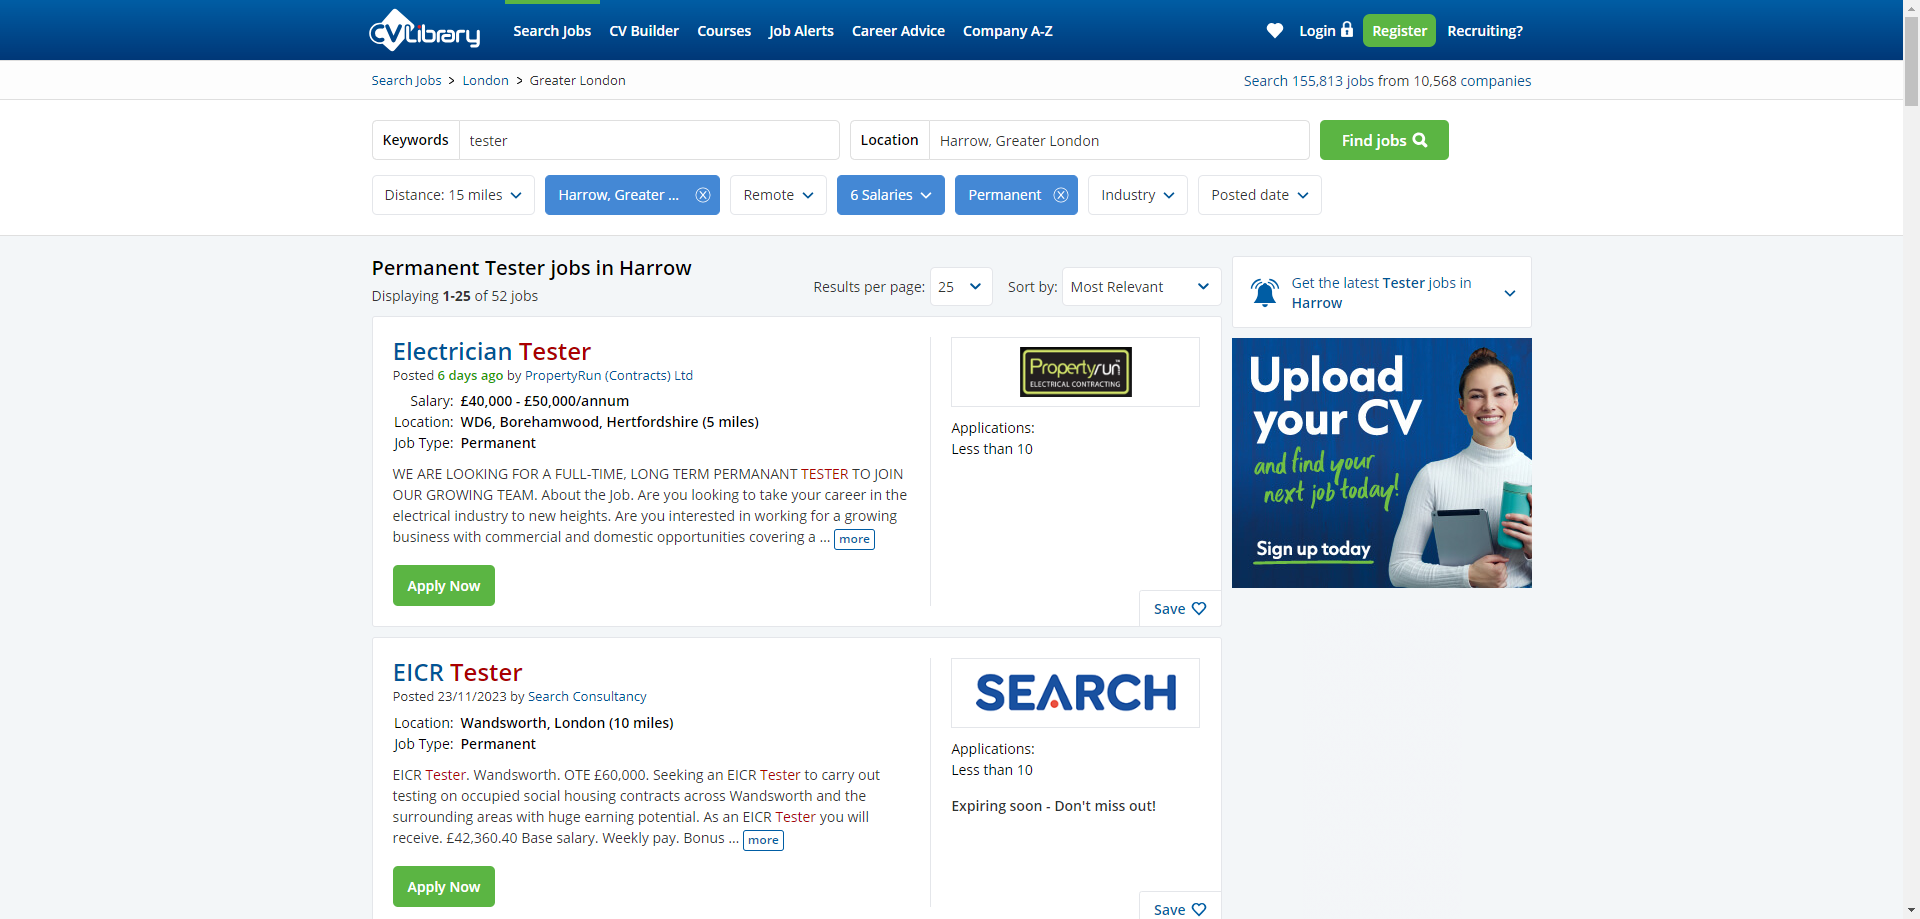 CV Library
Search Jobs CV Builder Courses Job Alerts Career Advice Company A-Z Login Register Recruiting?
Search Jobs > London > Greater London Search 155,813 jobs from 10,568 companies
Keywords tester Location Harrow, Greater London Find jobs
Distance: 15 miles Harrow, Greater ... Remote 6 Salaries Permanent Industry Posted date
Permanent Tester jobs in Harrow
Displaying 1-25 of 52 jobs
Results per page: 25 Sort by: Most Relevant
Get the latest Tester jobs in
Harrow
Electrician Tester
Posted 6 days ago by PropertyRun (Contracts) Ltd
Salary: £40,000 - £50,000/annum
Location: WD6, Borehamwood, Hertfordshire (5 miles)
Job Type: Permanent
WE ARE LOOKING FOR A FULL-TIME, LONG TERM PERMANANT TESTER TO JOIN
OUR GROWING TEAM. About the Job. Are you looking to take your career in the
electrical industry to new heights. Are you interested in working for a growing
business with commercial and domestic opportunities covering a ... more
Apply Now
Propertyrun™
ELECTRICAL CONTRACTING
Applications:
Less than 10
Save
Upload
your CV
and find your
next job today!
Sign up today
EICR Tester
Posted 23/11/2023 by Search Consultancy
Location: Wandsworth, London (10 miles)
Job Type: Permanent
EICR Tester. Wandsworth. OTE £60,000. Seeking an EICR Tester to carry out
testing on occupied social housing contracts across Wandsworth and the
surrounding areas with huge earning potential. As an EICR Tester you will
receive. £42,360.40 Base salary. Weekly pay. Bonus ... more
Apply Now
SEARCH
Applications:
Less than 10
Expiring soon - Don't miss out!
Save